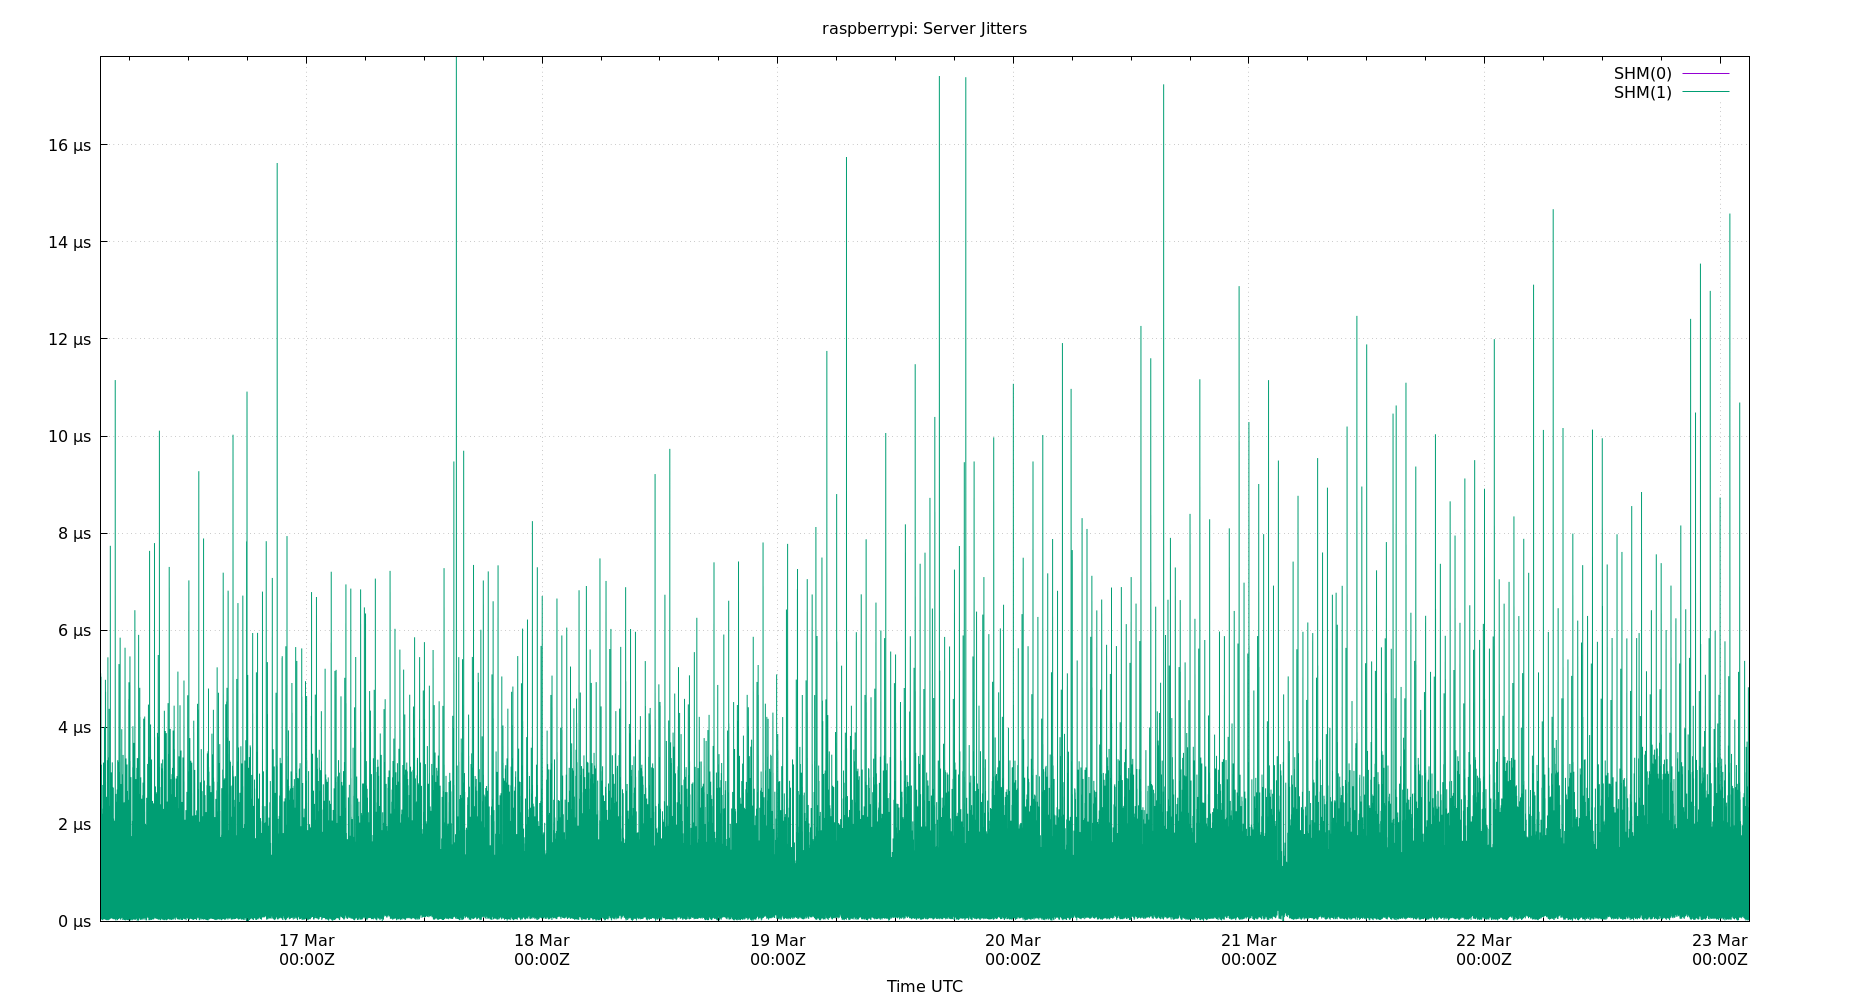 raspberrypi: Server Jitters
SHM(0)
SHM(1)
16 µs
14 µs
12 µs
10 µs
8 µs
6 µs
4 µs
2 µs
0 µs
17 Mar 18 Mar 19 Mar 20 Mar 21 Mar 22 Mar 23 Mar
00:00Z 00:00Z 00:00Z 00:00Z 00:00Z 00:00Z 00:00Z
Time UTC